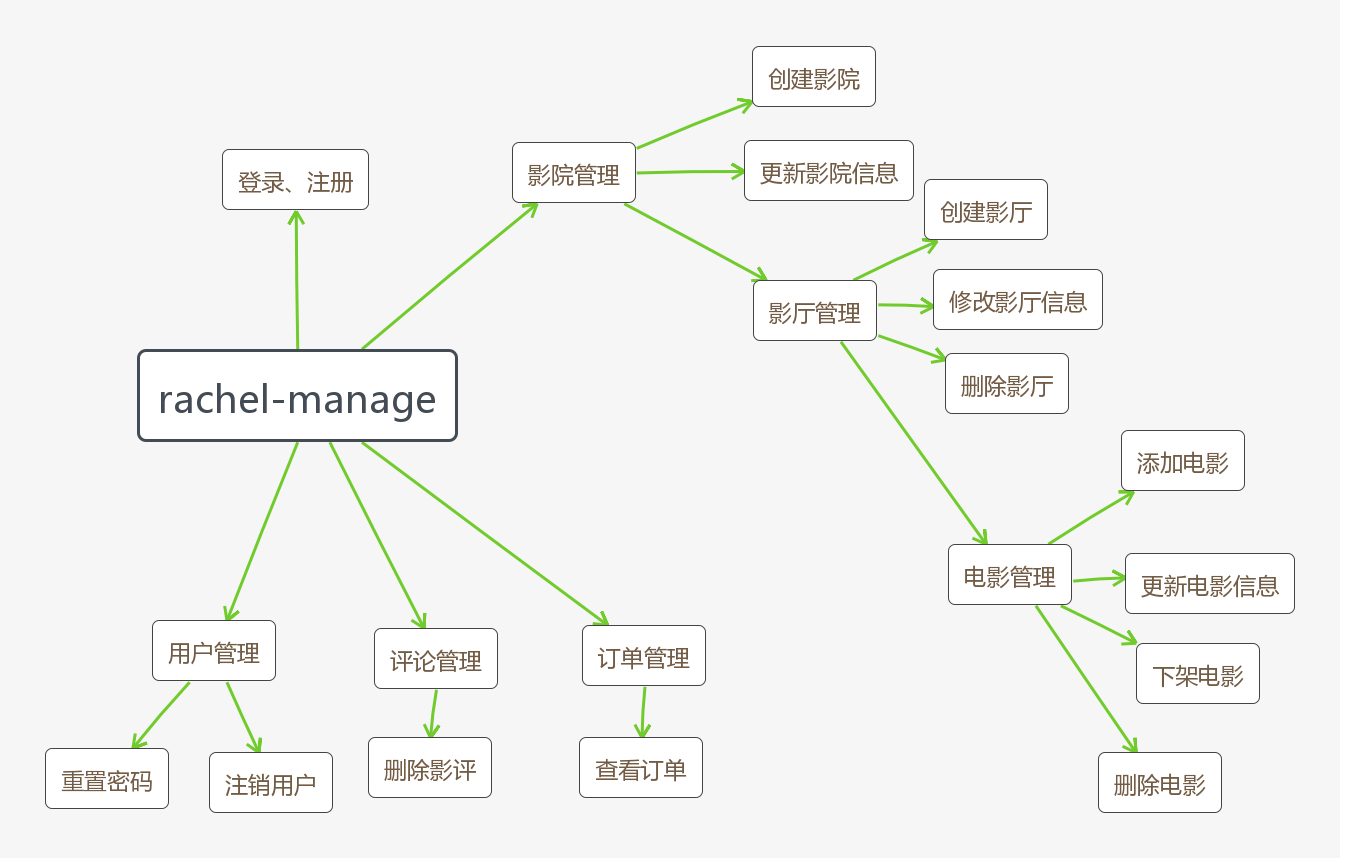 创建影院
影院管理
更新影院信息
登录、注册
创建影厅
影厅管理
修改影厅信息
删除影厅
rachel-manage
添加电影
电影管理
更新电影信息
下架电影
删除电影
用户管理
评论管理
订单管理
重置密码
注销用户
删除影评
查看订单